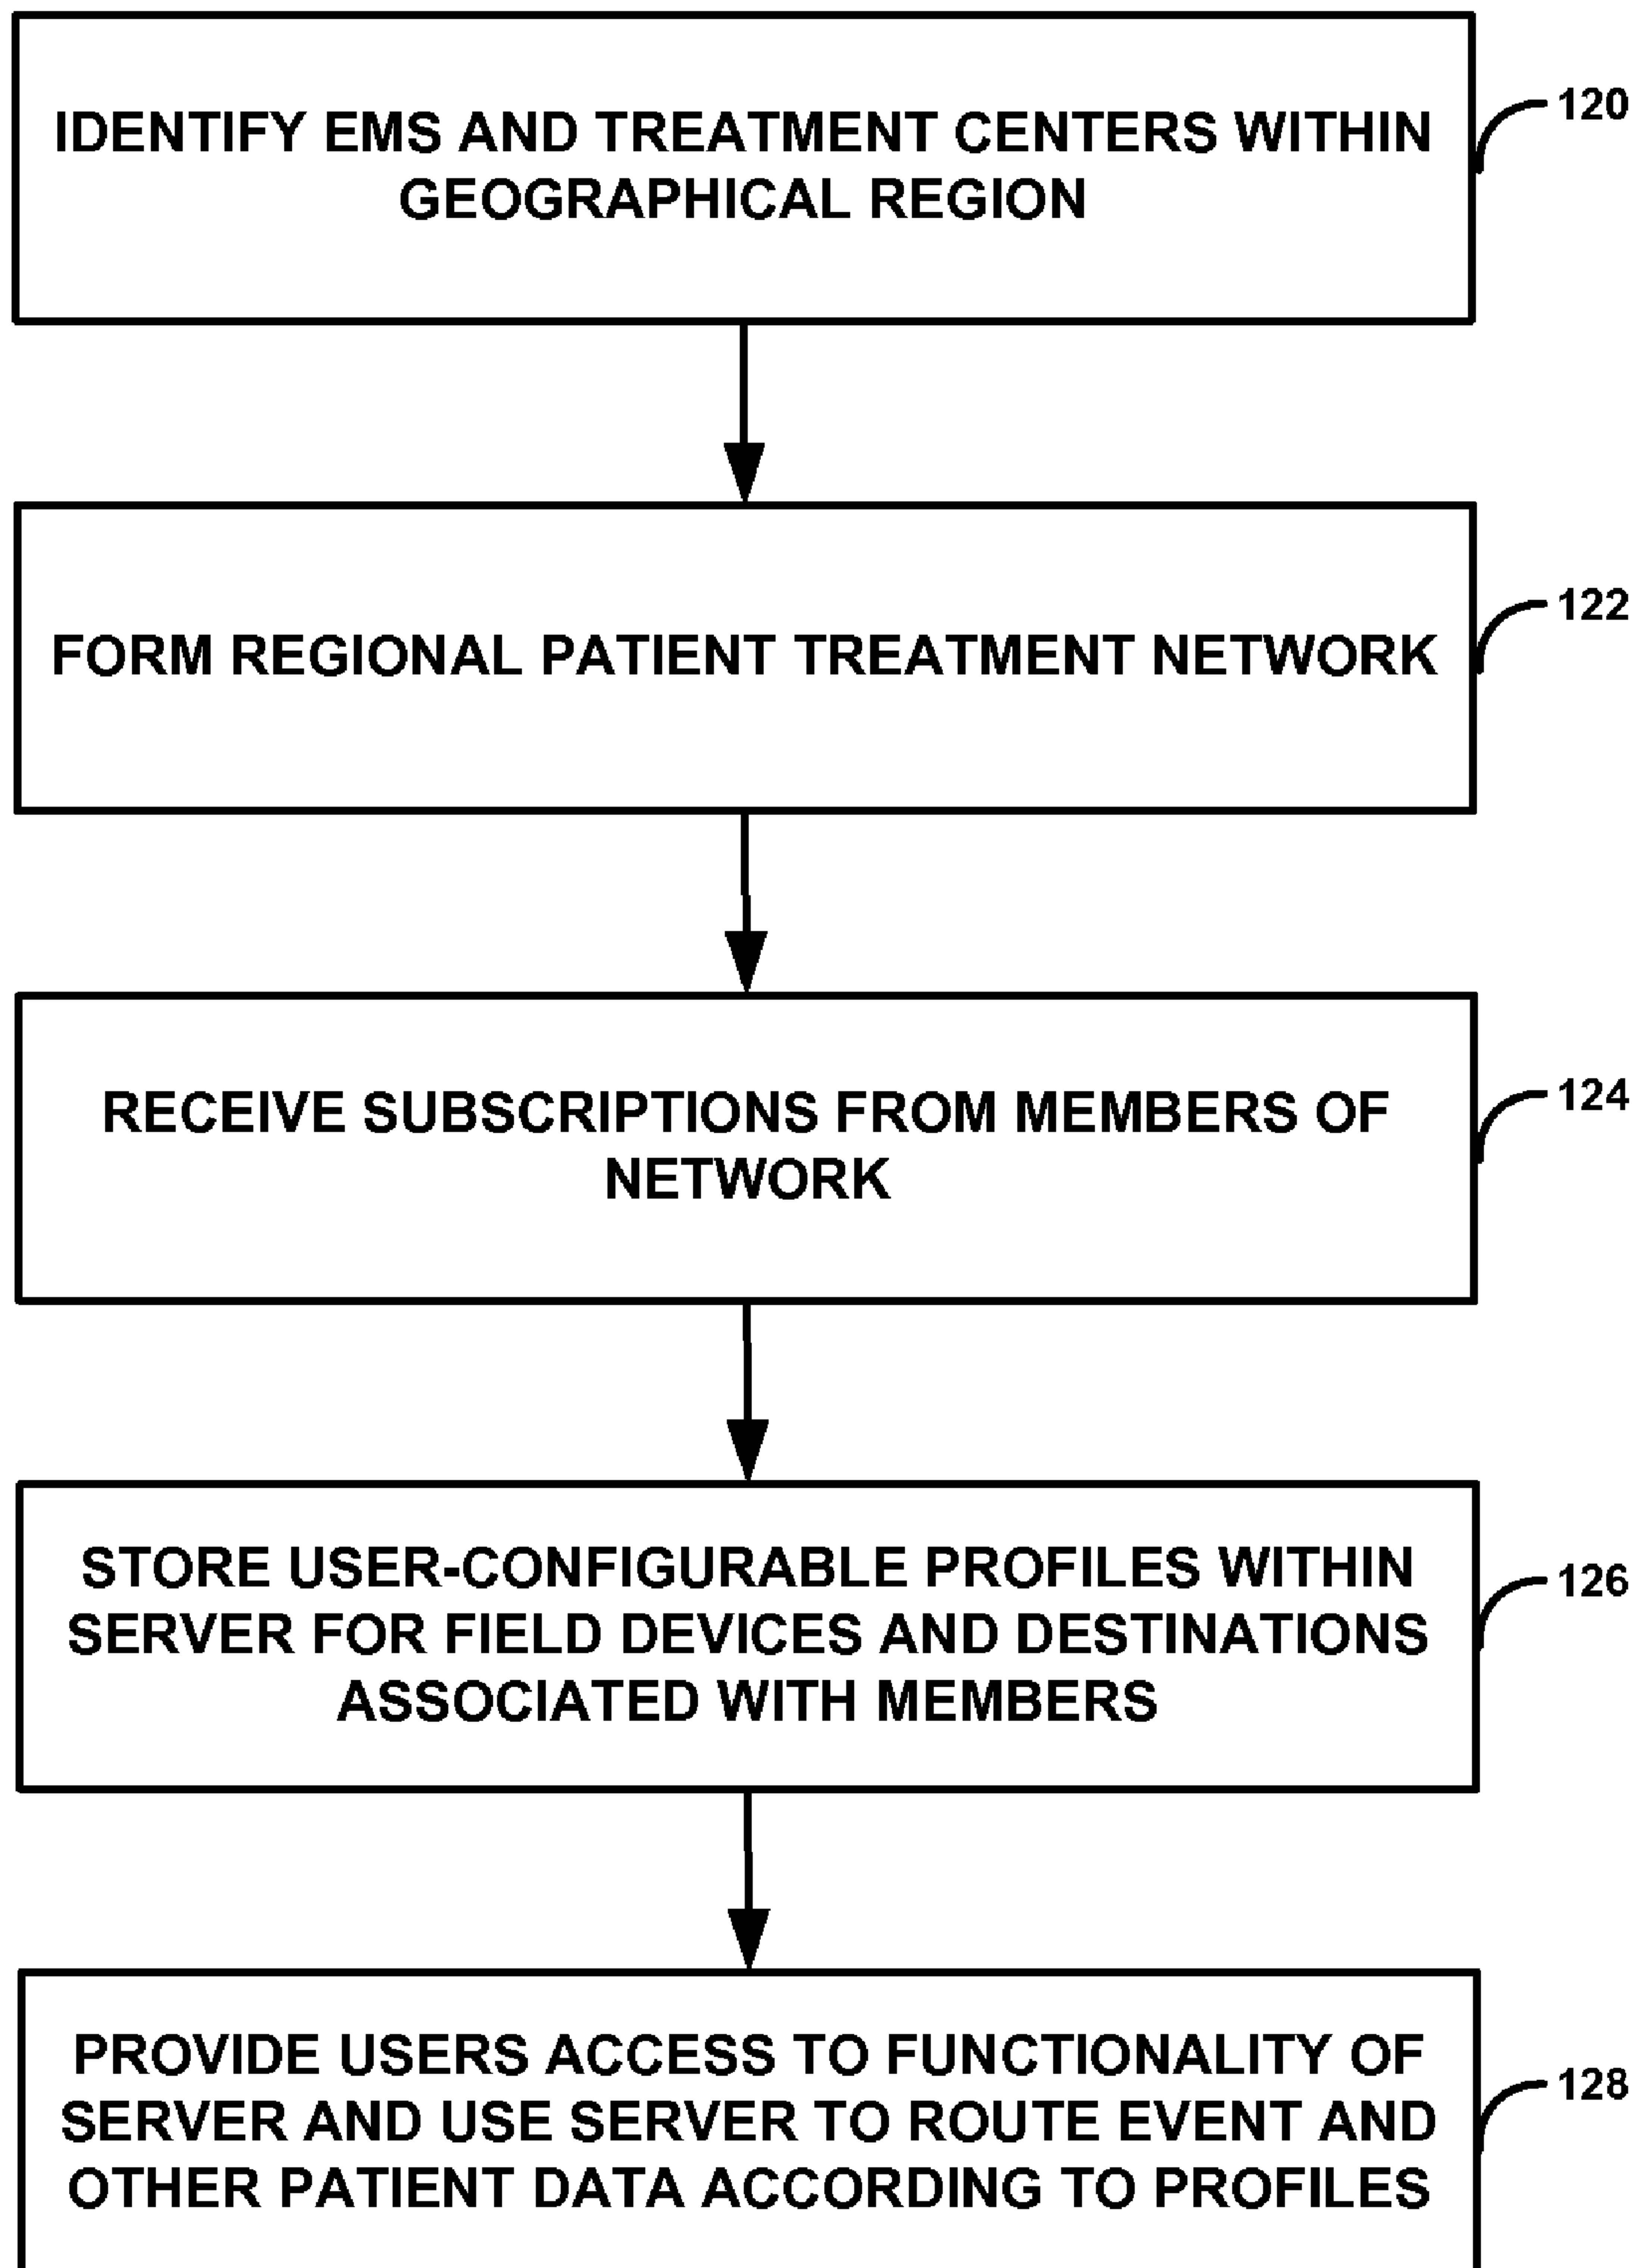 IDENTIFY EMS AND TREATMENT CENTERS WITHIN
GEOGRAPHICAL REGION
120
FORM REGIONAL PATIENT TREATMENT NETWORK
122
RECEIVE SUBSCRIPTIONS FROM MEMBERS OF
NETWORK
124
STORE USER-CONFIGURABLE PROFILES WITHIN
SERVER FOR FIELD DEVICES AND DESTINATIONS
ASSOCIATED WITH MEMBERS
126
PROVIDE USERS ACCESS TO FUNCTIONALITY OF
SERVER AND USE SERVER TO ROUTE EVENT AND
OTHER PATIENT DATA ACCORDING TO PROFILES
128